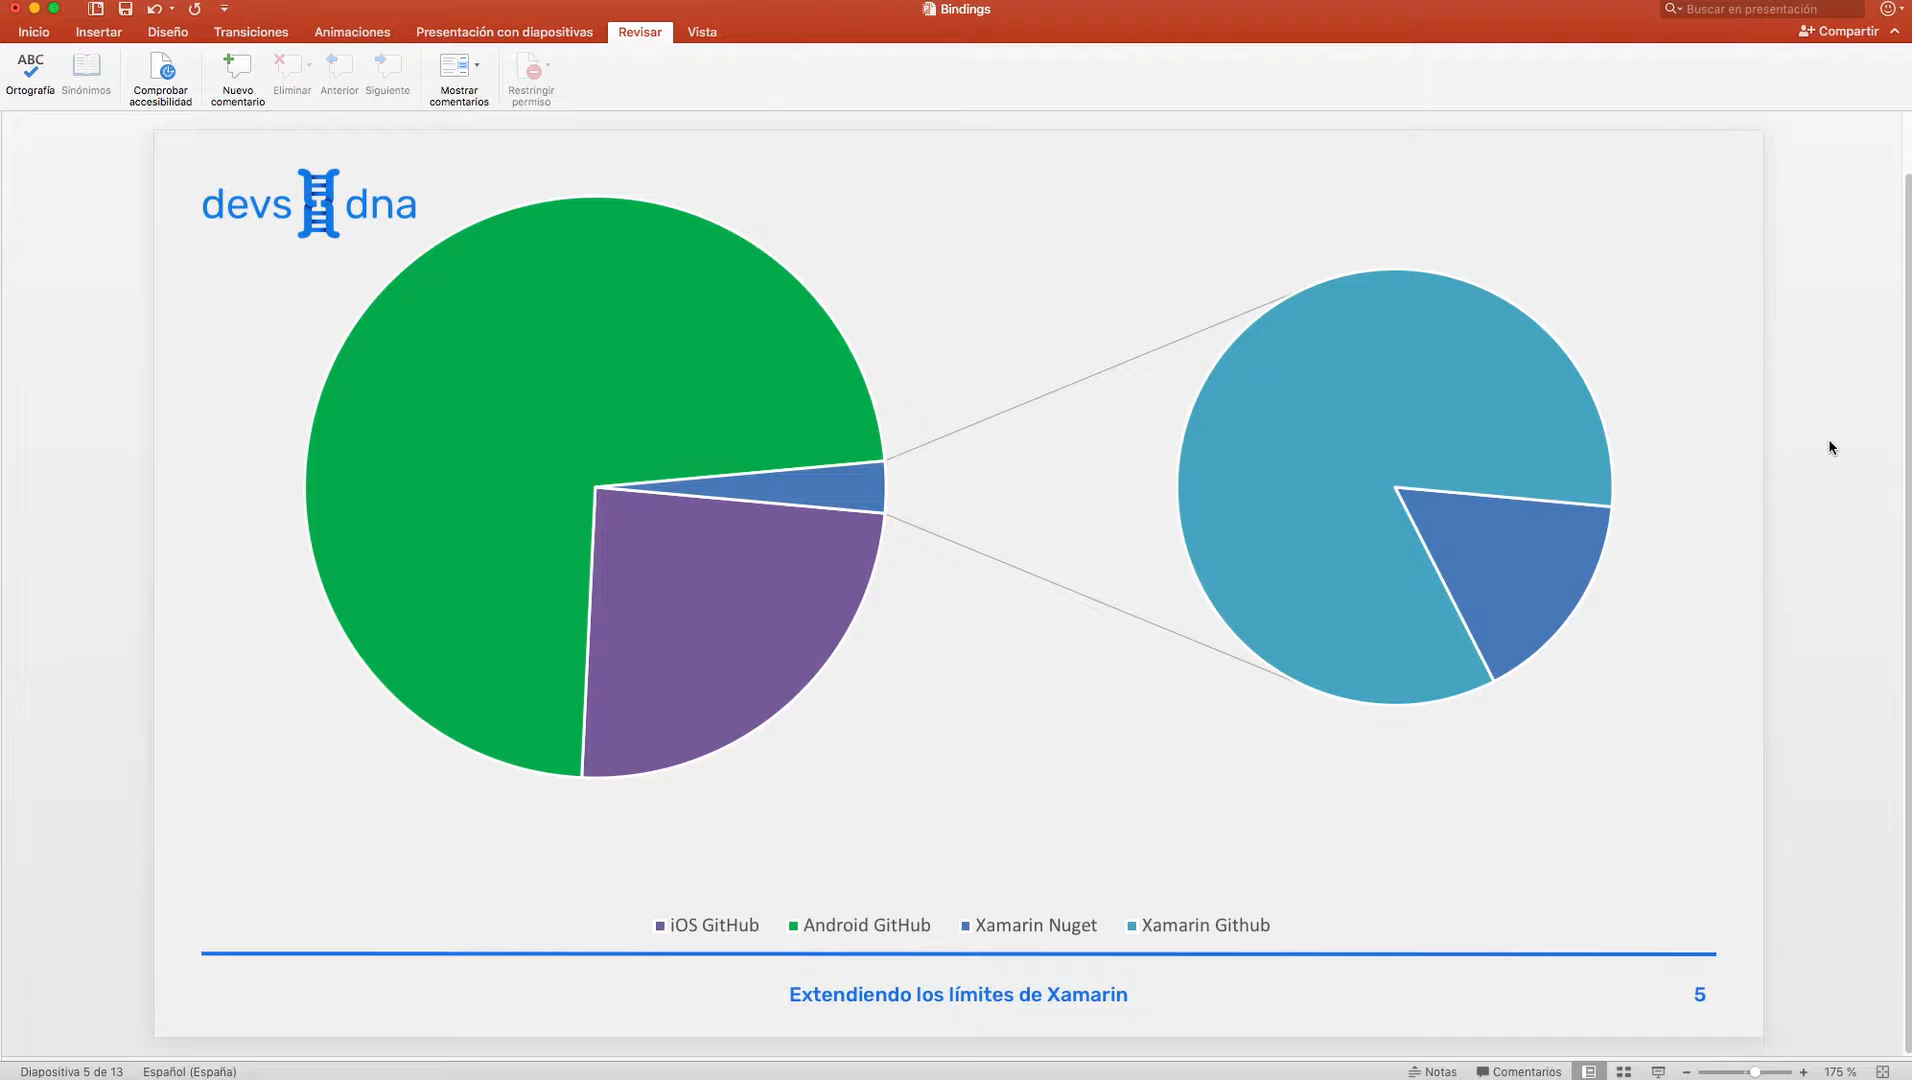 Bindings
Buscar en presentación
Inicio
Insertar
Diseño
Transiciones
Animaciones
Presentación con diapositivas
Revisar
Vista
Compartir
ABC
Ortografía
Sinónimos
Comprobar
accesibilidad
Nuevo
comentario
Eliminar
Anterior
Siguiente
Mostrar
comentarios
Restringir
permiso
devs dna
iOS GitHub
Android GitHub
Xamarin Nuget
Xamarin Github
Extendiendo los límites de Xamarin
5
Diapositiva 5 de 13
Español (España)
Notas
Comentarios
175 %